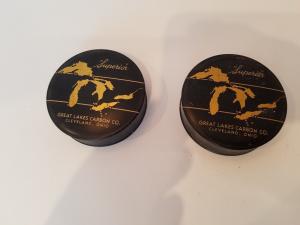 Superior
GREAT LAKES CARBON CO.
CLEVELAND, OHIO
Superior
GREAT LAKES CARBON CO.
CLEVELAND, OHIO